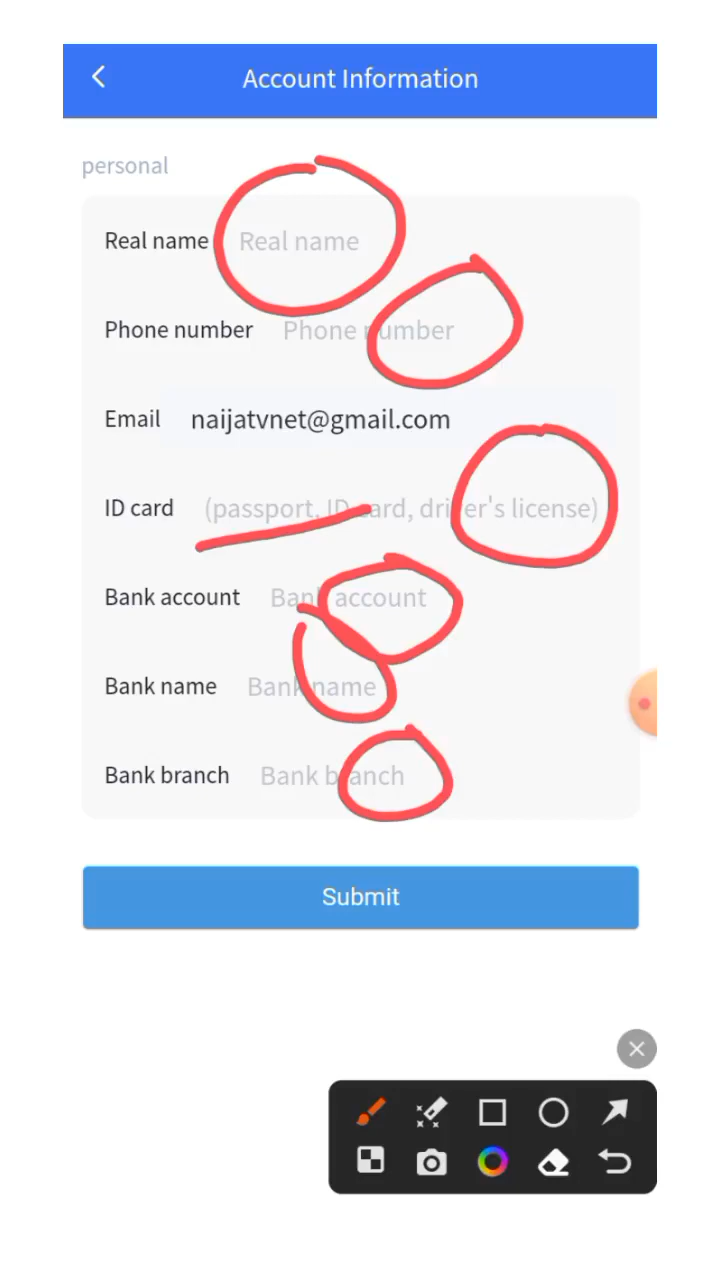 Account Information
personal
Real name Real name
Phone number Phone number
Email naijatvnet@gmail.com
ID card (passport, ID card, driver's license)
Bank account Bank account
Bank name Bank name
Bank branch Bank branch
Submit